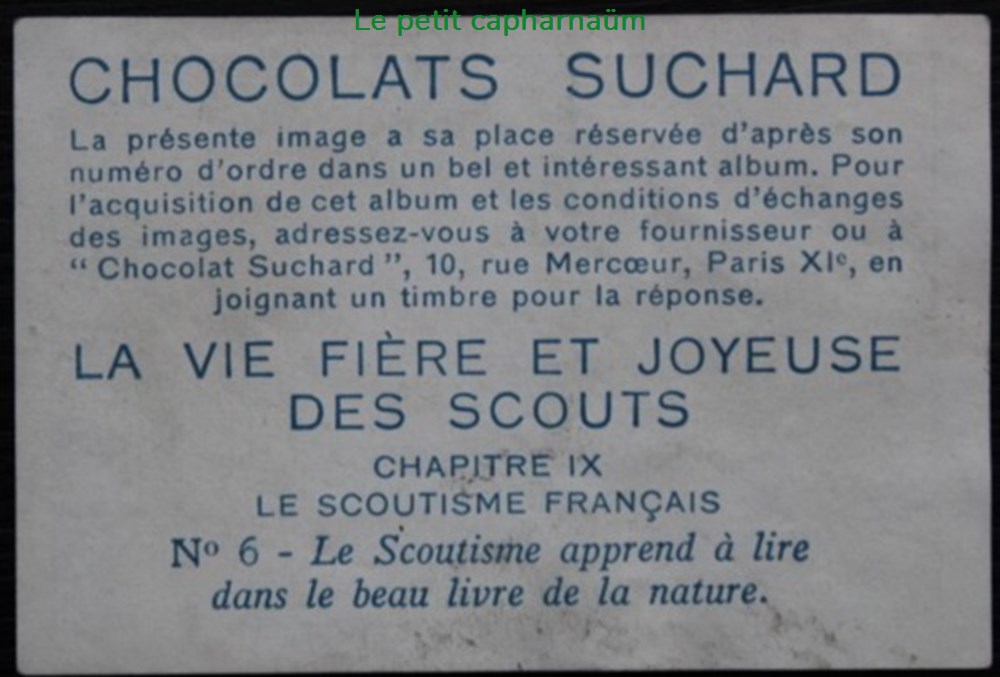 Le petit capharnaüm
CHOCOLATS SUCHARD
La présente image a sa place réservée d'après son
numéro d'ordre dans un bel et intéressant album. Pour
l'acquisition de cet album et les conditions d'échanges
des images, adressez-vous à votre fournisseur ou à
“ Chocolat Suchard ”, 10, rue Mercœur, Paris XIᵉ, en
joignant un timbre pour la réponse.
LA VIE FIÈRE ET JOYEUSE
DES SCOUTS
CHAPITRE IX
LE SCOUTISME FRANÇAIS
Nº 6 - Le Scoutisme apprend à lire
dans le beau livre de la nature.